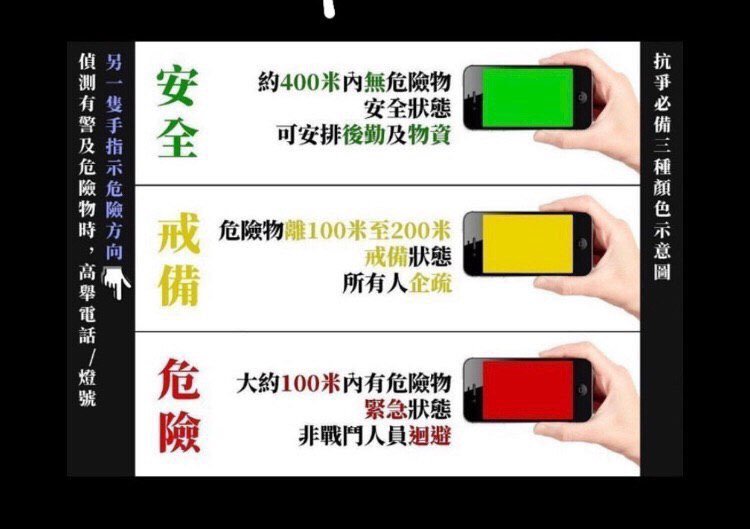 抗爭必備三種顏色示意圖
安全
約400米內無危險物
安全狀態
可安排後勤及物資
戒備
危險物離100米至200米
戒備狀態
所有人企疏
危險
大約100米內有危險物
緊急狀態
非戰鬥人員迴避
另一隻手指示危險方向
偵測有警及危險物時，高舉電話/燈號